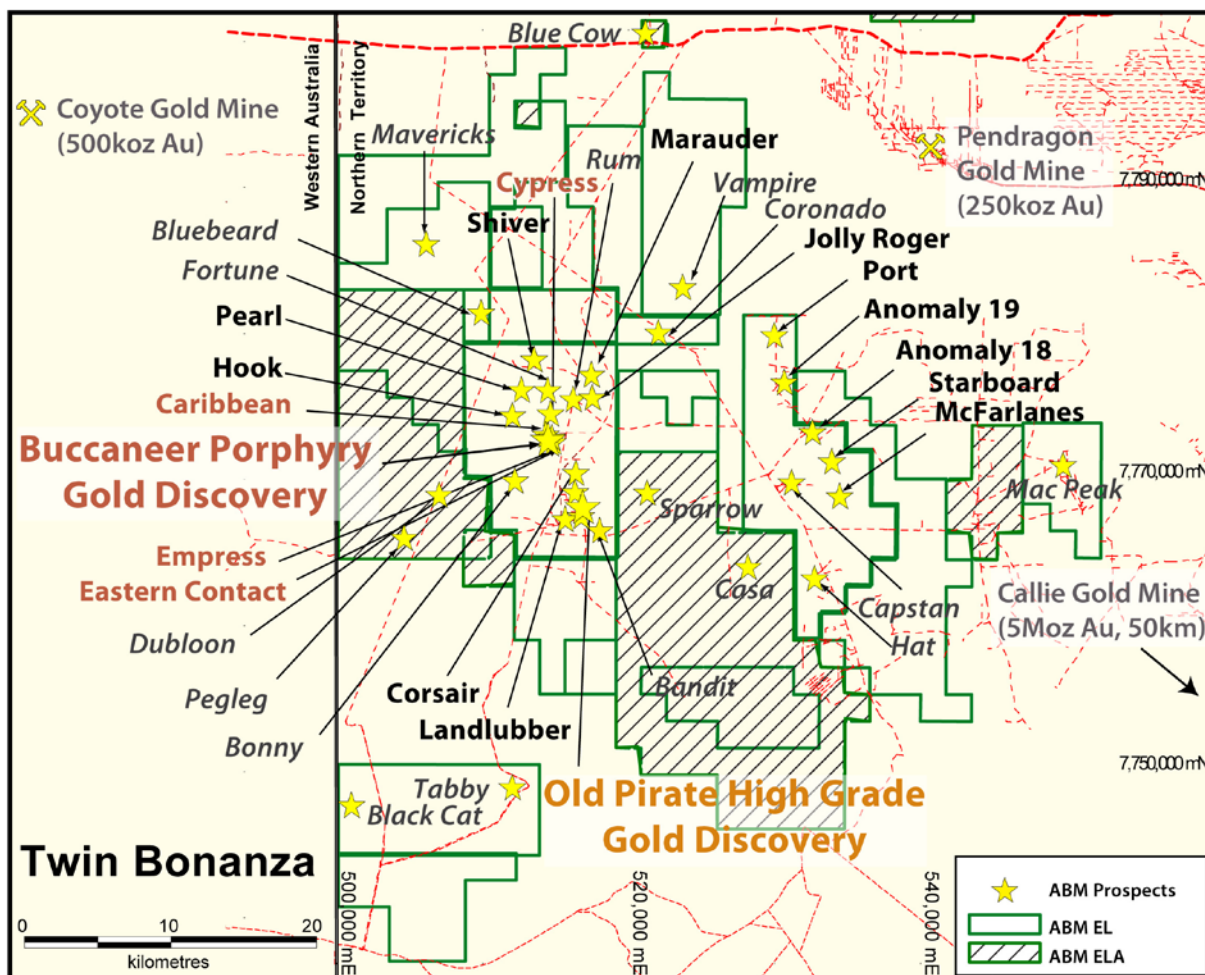 Blue Cow
Western Australia
Northern Territory
Coyote Gold Mine
(500koz Au)
Mavericks
Rum
Marauder
Pendragon
Gold Mine
(250koz Au)
7,790,000 mN
Cypress
Vampire
Coronado
Bluebeard
Shiver
Jolly Roger
Fortune
Port
Pearl
Anomaly 19
Hook
Anomaly 18
Caribbean
Starboard
McFarlanes
Buccaneer Porphyry
Gold Discovery
7,770,000 mN
Mac Peak
Sparrow
Empress
Eastern Contact
Casa
Capstan
Callie Gold Mine
(5Moz Au, 50km)
Dubloon
Hat
Pegleg
Corsair
Bandit
Bonny
Landlubber
7,750,000 mN
Tabby
Black Cat
Old Pirate High Grade
Gold Discovery
Twin Bonanza
500,000 mE
520,000 mE
540,000 mE
0 10 20
kilometres
ABM Prospects
ABM EL
ABM ELA